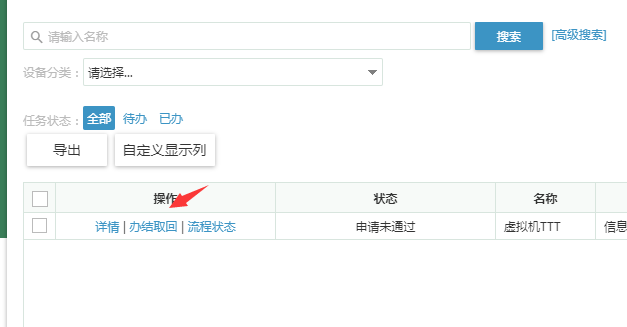 请输入名称 搜索 [高级搜索]
设备分类： 请选择...
任务状态： 全部 待办 已办
导出 自定义显示列
操作 状态 名称
详情 | 办结取回 | 流程状态 申请未通过 虚拟机TTT 信息